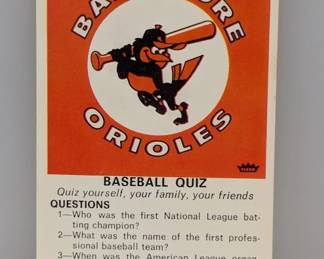 BALTIMORE
ORIOLES
FLEER
BASEBALL QUIZ
Quiz yourself, your family, your friends
QUESTIONS
1—Who was the first National League bat-
ting champion?
2—What was the name of the first profes-
sional baseball team?
3—When was the American League